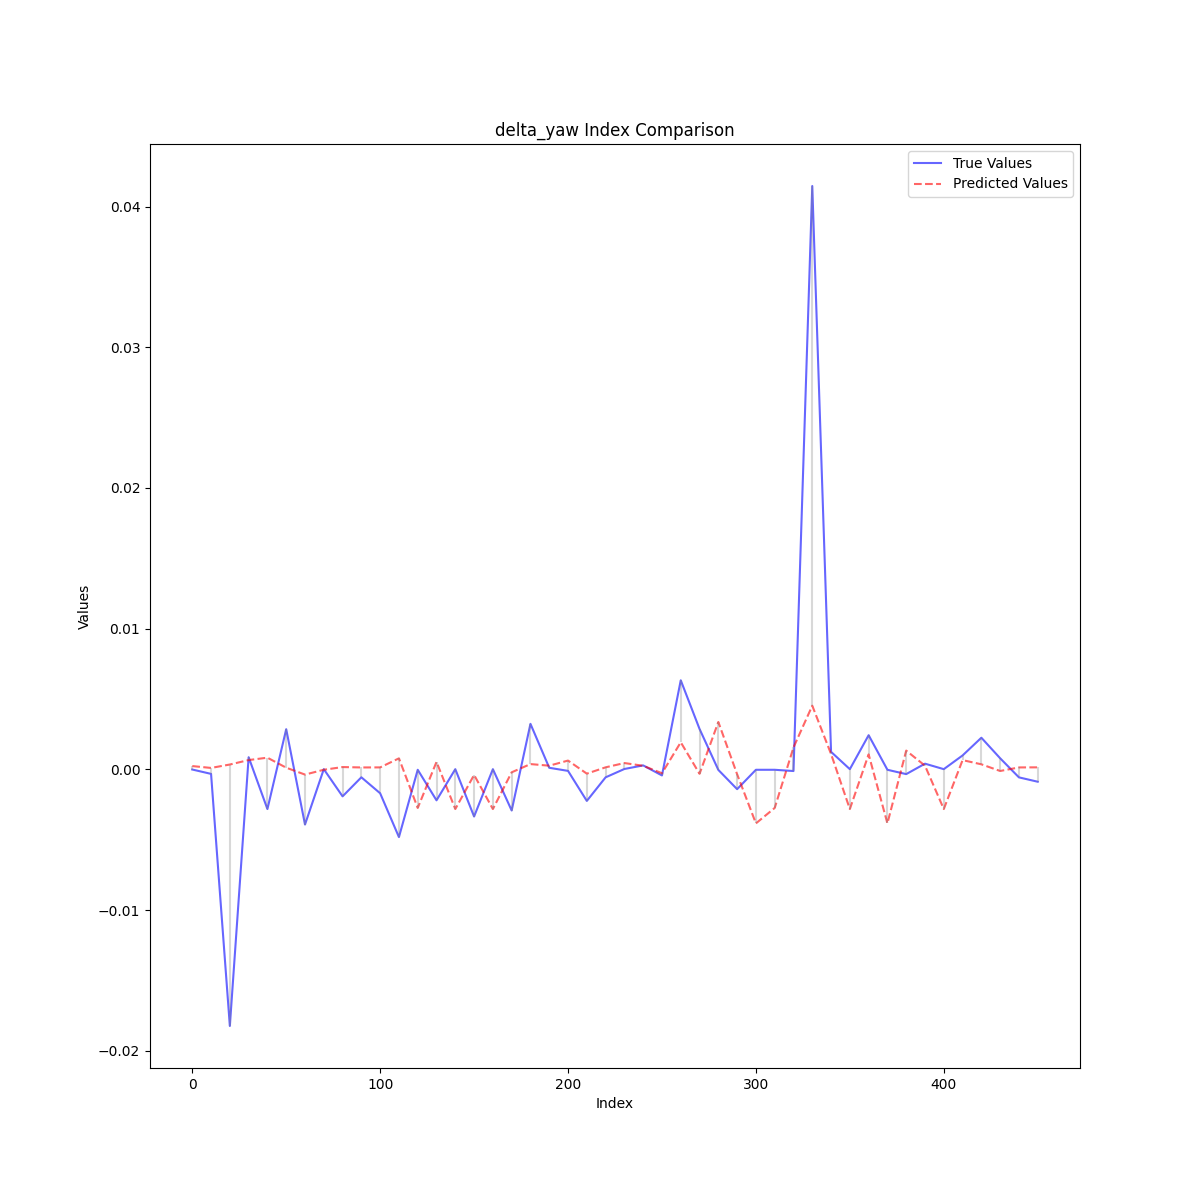 delta_yaw Index Comparison
True Values
Predicted Values
0.04
0.03
0.02
0.01
0.00
−0.01
−0.02
Values
0
100
200
300
400
Index